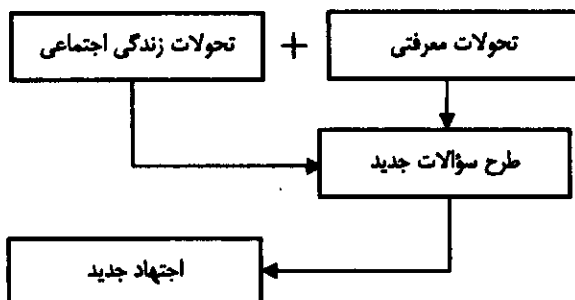 تحولات معرفتی + تحولات زندگی اجتماعی
طرح سؤالات جدید
اجتهاد جدید